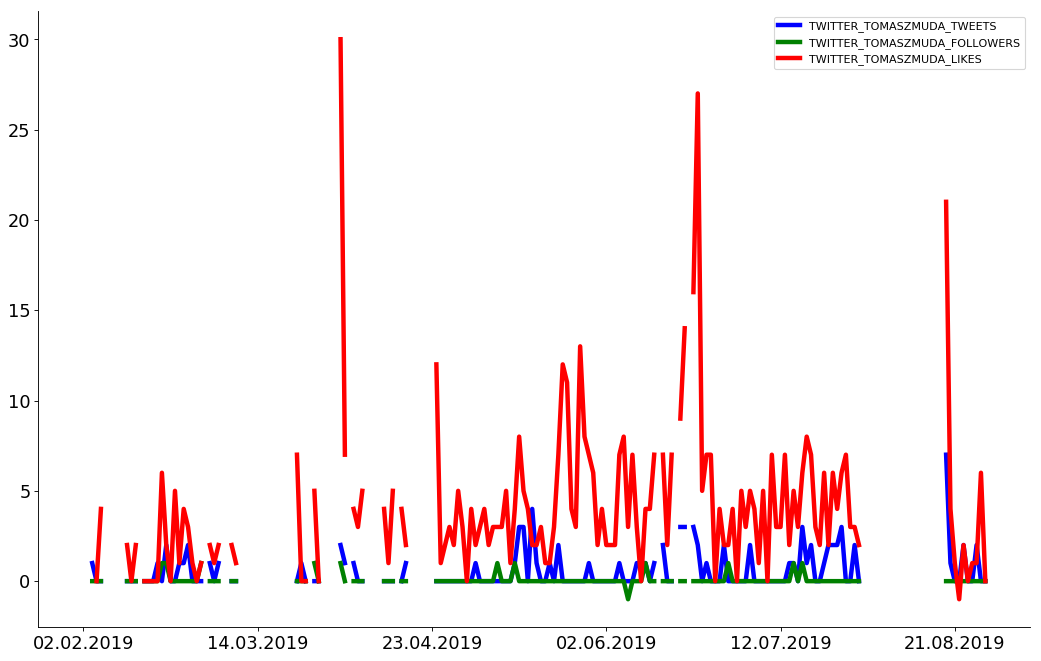 TWITTER_TOMASZMUDA_TWEETS
TWITTER_TOMASZMUDA_FOLLOWERS
TWITTER_TOMASZMUDA_LIKES
30
25
20
15
10
5
0
02.02.2019 14.03.2019 23.04.2019 02.06.2019 12.07.2019 21.08.2019